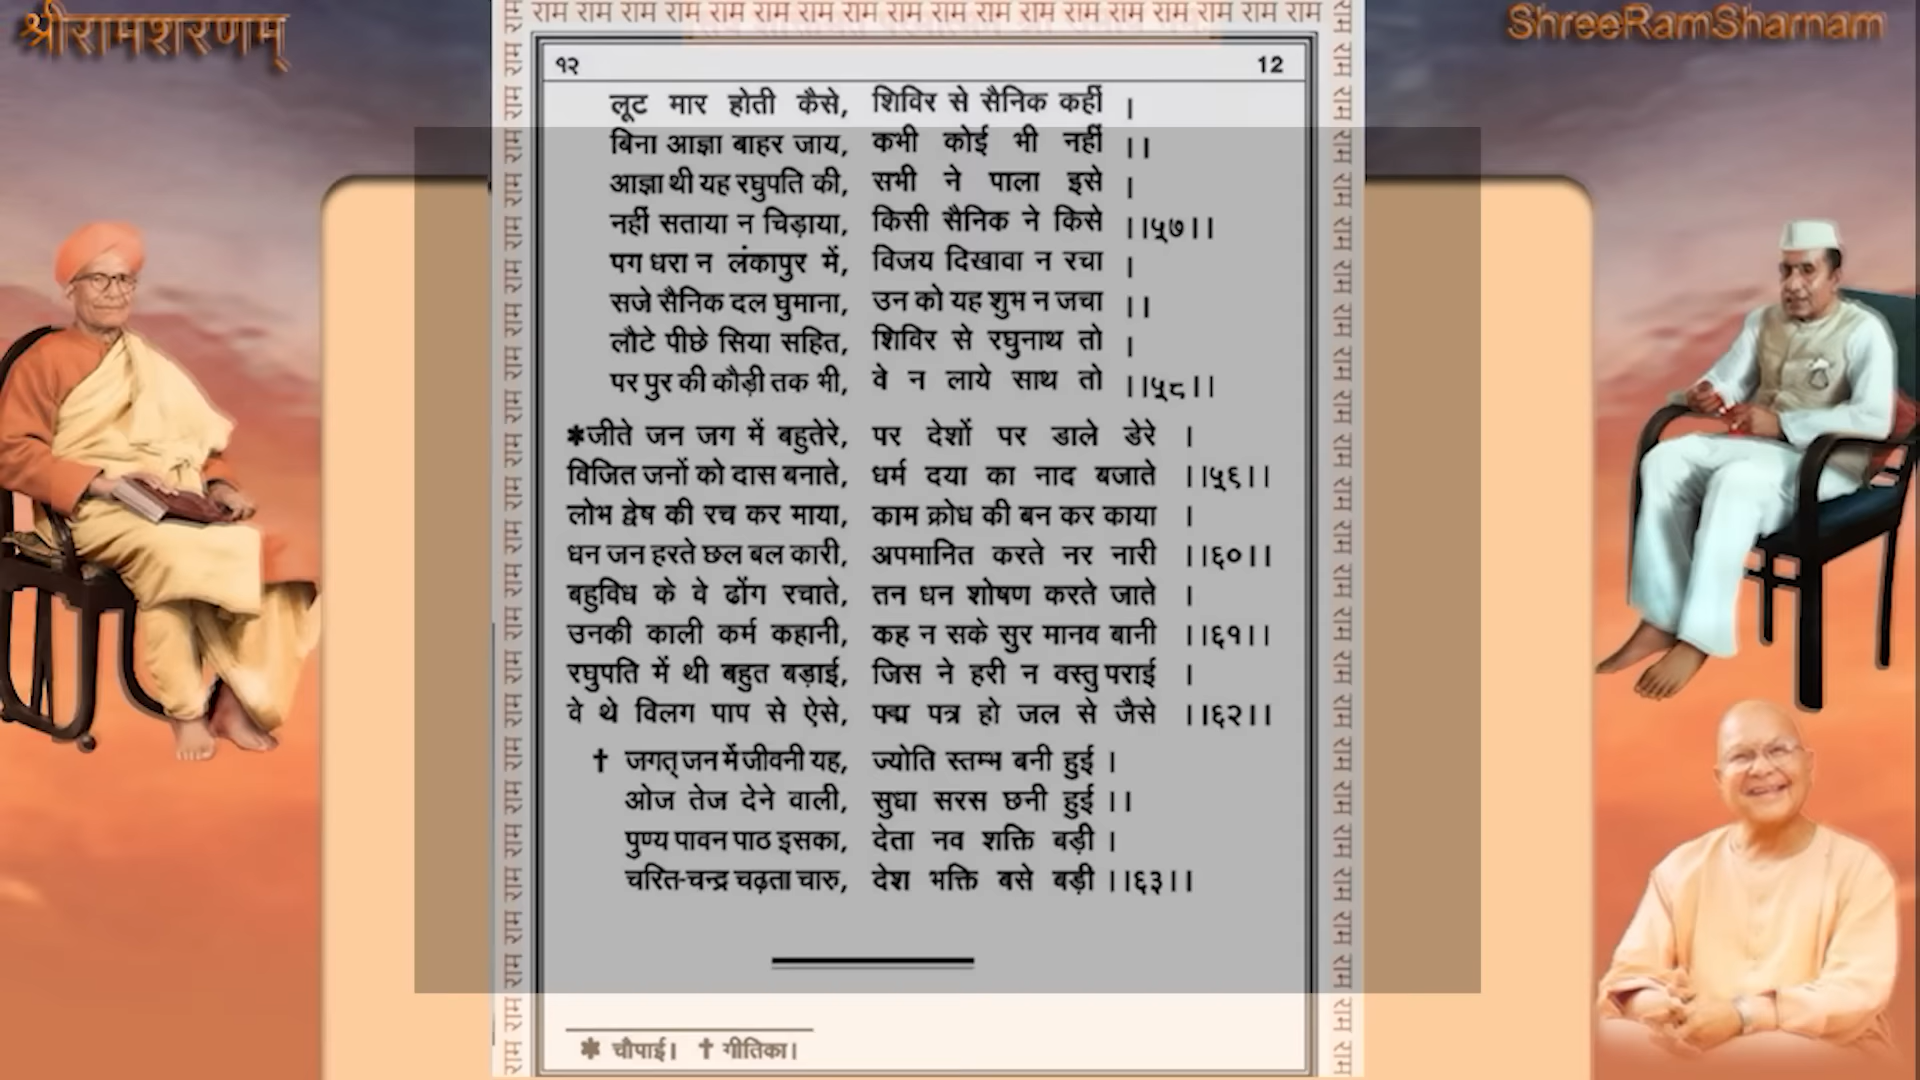 श्रीरामशरणम्
ShreeRamSharnam
राम राम राम राम राम राम राम राम राम राम राम राम राम राम राम राम राम राम
१२ 12
लूट मार होती कैसे, शिविर से सैनिक कहीं ।
बिना आज्ञा बाहर जाय, कभी कोई भी नहीं ।।
आज्ञा थी यह रघुपति की, सभी ने पाला इसे ।
नहीं सताया न चिड़ाया, किसी सैनिक ने किसे ।।५७।।
पग धरा न लंकापुर में, विजय दिखावा न रचा ।
सजे सैनिक दल घुमाना, उन को यह शुभ न जचा ।।
लौटे पीछे सिया सहित, शिविर से रघुनाथ तो ।
पर पुर की कौड़ी तक भी, वे न लाये साथ तो ।।५८।।
✱जीते जन जग में बहुतेरे, पर देशों पर डाले डेरे ।
विजित जनों को दास बनाते, धर्म दया का नाद बजाते ।।५६।।
लोभ द्वेष की रच कर माया, काम क्रोध की बन कर काया ।
धन जन हरते छल बल कारी, अपमानित करते नर नारी ।।६०।।
बहुविध के वे ढोंग रचाते, तन धन शोषण करते जाते ।
उनकी काली कर्म कहानी, कह न सके सुर मानव बानी ।।६१।।
रघुपति में थी बहुत बड़ाई, जिस ने हरी न वस्तु पराई ।
वे थे विलग पाप से ऐसे, पद्म पत्र हो जल से जैसे ।।६२।।
† जगत् जन में जीवनी यह, ज्योति स्तम्भ बनी हुई ।
ओज तेज देने वाली, सुधा सरस छनी हुई ।।
पुण्य पावन पाठ इसका, देता नव शक्ति बड़ी ।
चरित-चन्द्र चढ़ता चारु, देश भक्ति बसे बड़ी ।।६३।।
✱ चौपाई। † गीतिका।